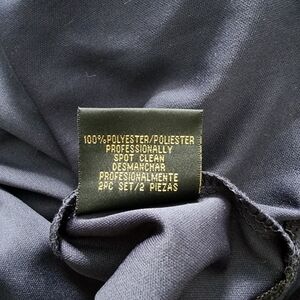 100%POLYESTER/POLIESTER
PROFESSIONALLY
SPOT CLEAN
DESMANCHAR
PROFESIONALMENTE
2PC SET/2 PIEZAS